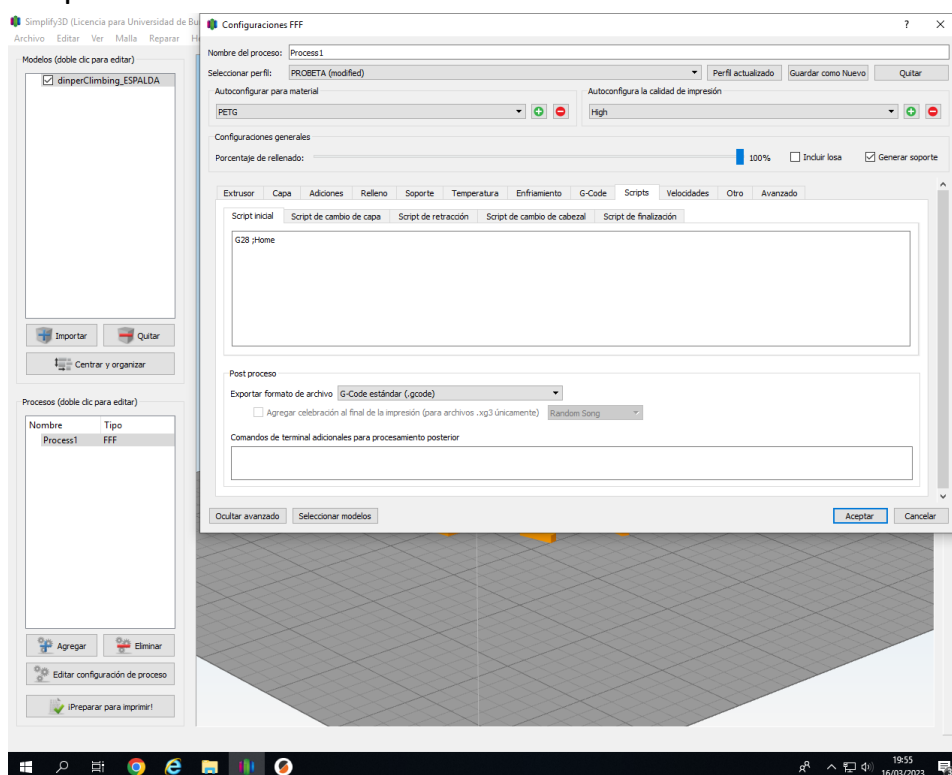 Simplify3D (Licencia para Universidad de Bu
Archivo Editar Ver Malla Reparar
Modelos (doble clic para editar)
dinperClimbing_ESPALDA
Importar Quitar
Centrar y organizar
Procesos (doble clic para editar)
Nombre Tipo
Process1 FFF
Agregar Eliminar
Editar configuración de proceso
¡Preparar para imprimir!
Configuraciones FFF
Nombre del proceso: Process1
Seleccionar perfil: PROBETA (modified) Perfil actualizado Guardar como Nuevo Quitar
Autoconfigurar para material Autoconfigura la calidad de impresión
PETG High
Configuraciones generales
Porcentaje de rellenado: 100% Incluir losa Generar soporte
Extrusor Capa Adiciones Relleno Soporte Temperatura Enfriamiento G-Code Scripts Velocidades Otro Avanzado
Script inicial Script de cambio de capa Script de retracción Script de cambio de cabezal Script de finalización
G28 ;Home
Post proceso
Exportar formato de archivo G-Code estándar (.gcode)
Agregar celebración al final de la impresión (para archivos .xg3 únicamente) Random Song
Comandos de terminal adicionales para procesamiento posterior
Ocultar avanzado Seleccionar modelos Aceptar Cancelar
19:55
16/03/2023